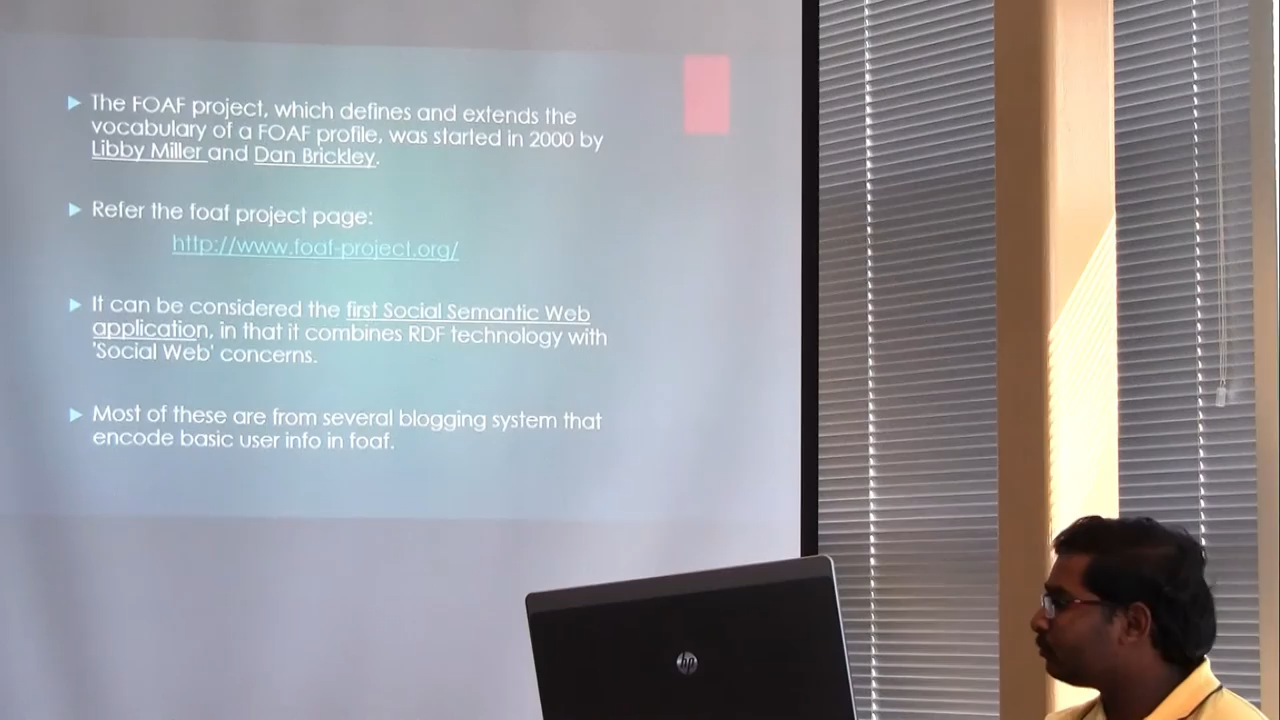 The FOAF project, which defines and extends the
vocabulary of a FOAF profile, was started in 2000 by
Libby Miller and Dan Brickley.
Refer the foaf project page:
http://www.foaf-project.org/
It can be considered the first Social Semantic Web
application, in that it combines RDF technology with
'Social Web' concerns.
Most of these are from several blogging system that
encode basic user info in foaf.
hp